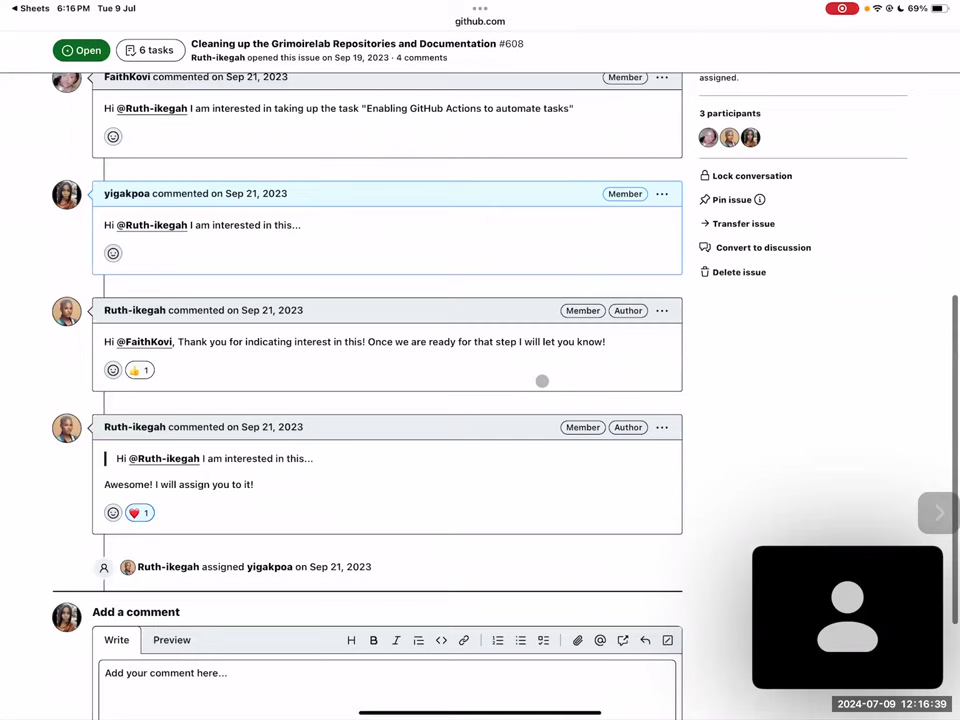 Sheets 6:16 PM Tue 9 Jul 69%
github.com
Open 6 tasks Cleaning up the Grimoirelab Repositories and Documentation #608
Ruth-ikegah opened this issue on Sep 19, 2023 · 4 comments
FaithKovi commented on Sep 21, 2023 Member
Hi @Ruth-ikegah I am interested in taking up the task "Enabling GitHub Actions to automate tasks"
yigakpoa commented on Sep 21, 2023 Member
Hi @Ruth-ikegah I am interested in this...
Ruth-ikegah commented on Sep 21, 2023 Member Author
Hi @FaithKovi, Thank you for indicating interest in this! Once we are ready for that step I will let you know!
1
Ruth-ikegah commented on Sep 21, 2023 Member Author
Hi @Ruth-ikegah I am interested in this...
Awesome! I will assign you to it!
1
Ruth-ikegah assigned yigakpoa on Sep 21, 2023
Add a comment
Write Preview
Add your comment here...
assigned.
3 participants
Lock conversation
Pin issue
Transfer issue
Convert to discussion
Delete issue
2024-07-09 12:16:39